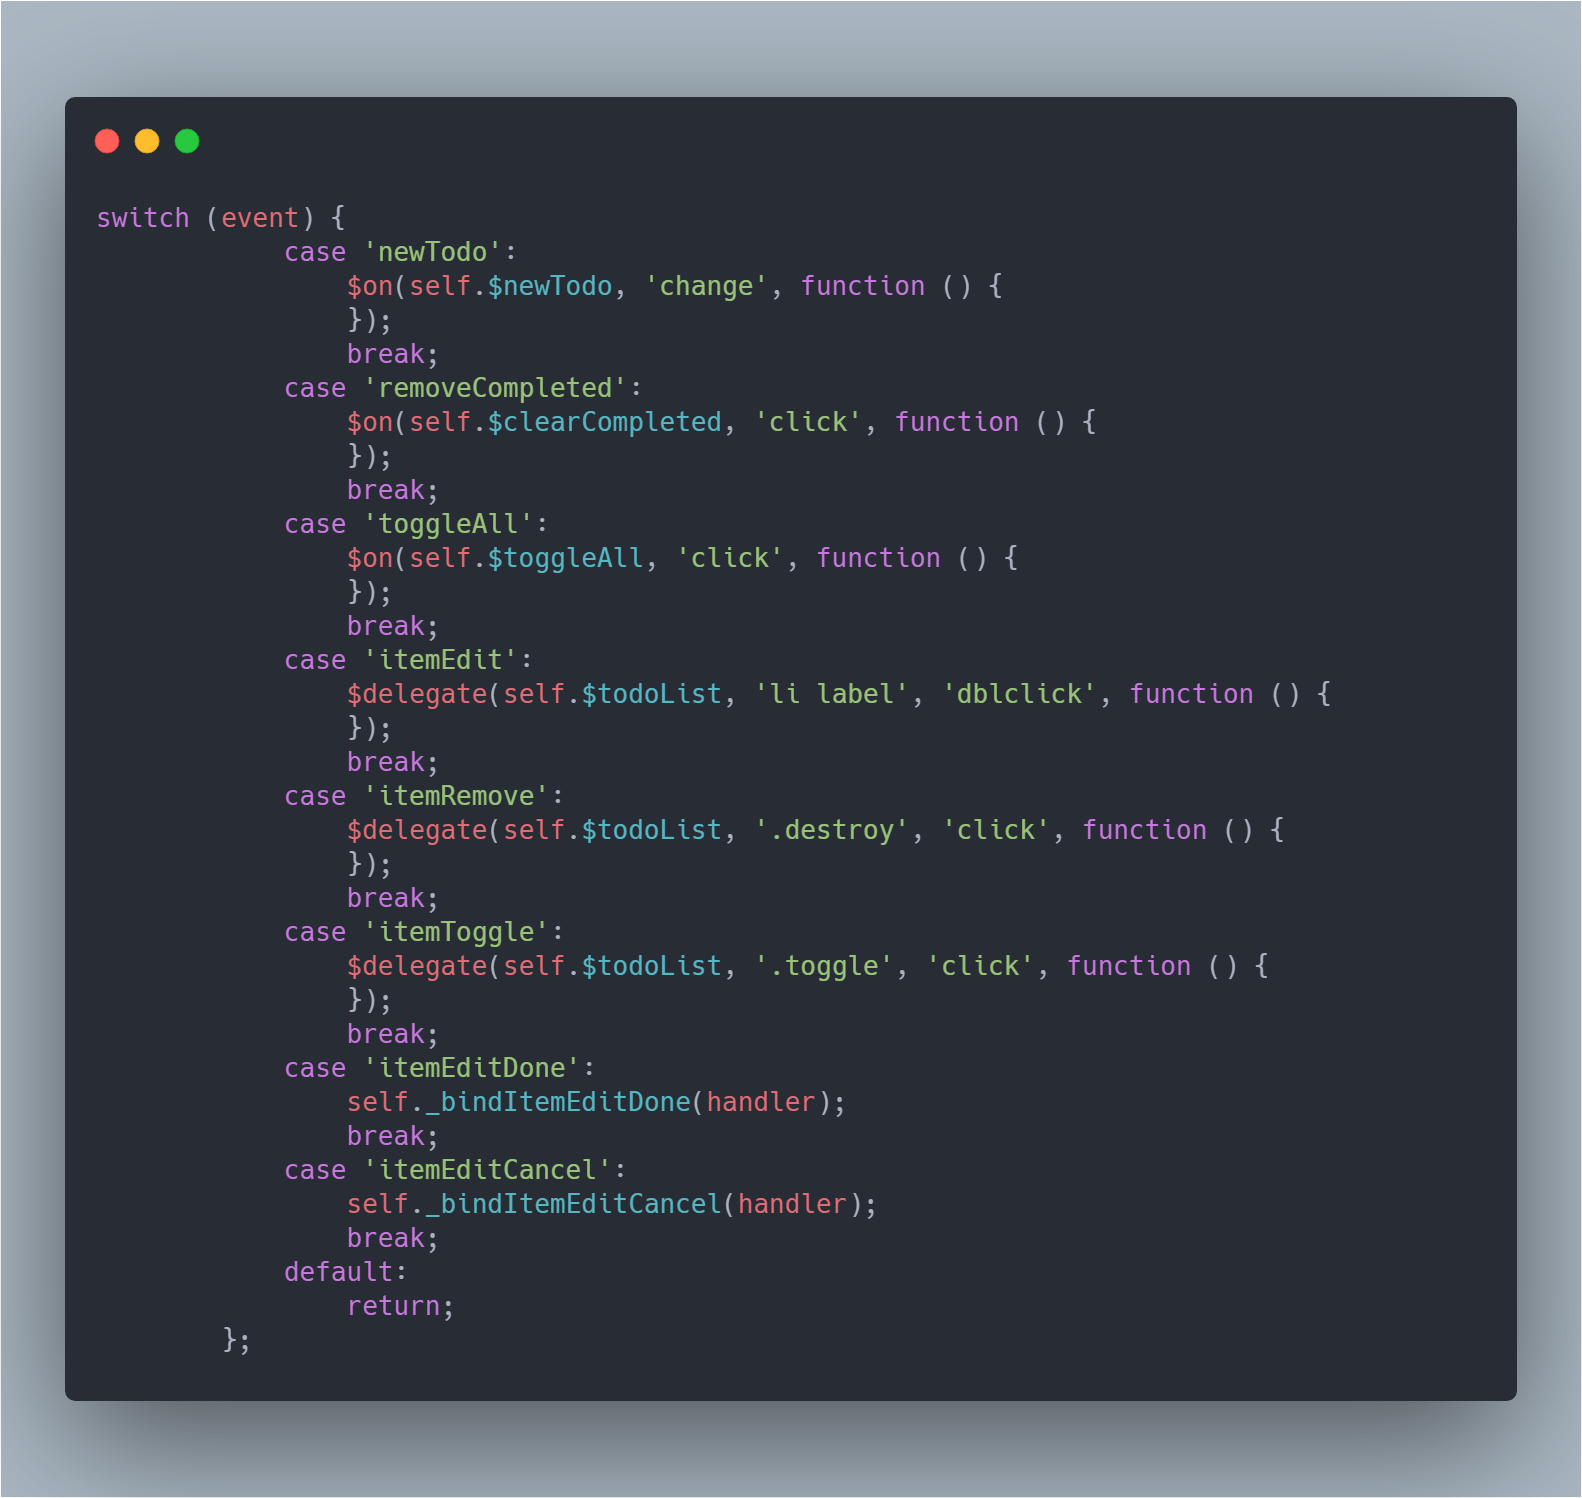 switch (event) {
            case 'newTodo':
                $on(self.$newTodo, 'change', function () {
                });
                break;
            case 'removeCompleted':
                $on(self.$clearCompleted, 'click', function () {
                });
                break;
            case 'toggleAll':
                $on(self.$toggleAll, 'click', function () {
                });
                break;
            case 'itemEdit':
                $delegate(self.$todoList, 'li label', 'dblclick', function () {
                });
                break;
            case 'itemRemove':
                $delegate(self.$todoList, '.destroy', 'click', function () {
                });
                break;
            case 'itemToggle':
                $delegate(self.$todoList, '.toggle', 'click', function () {
                });
                break;
            case 'itemEditDone':
                self._bindItemEditDone(handler);
                break;
            case 'itemEditCancel':
                self._bindItemEditCancel(handler);
                break;
            default:
                return;
        };